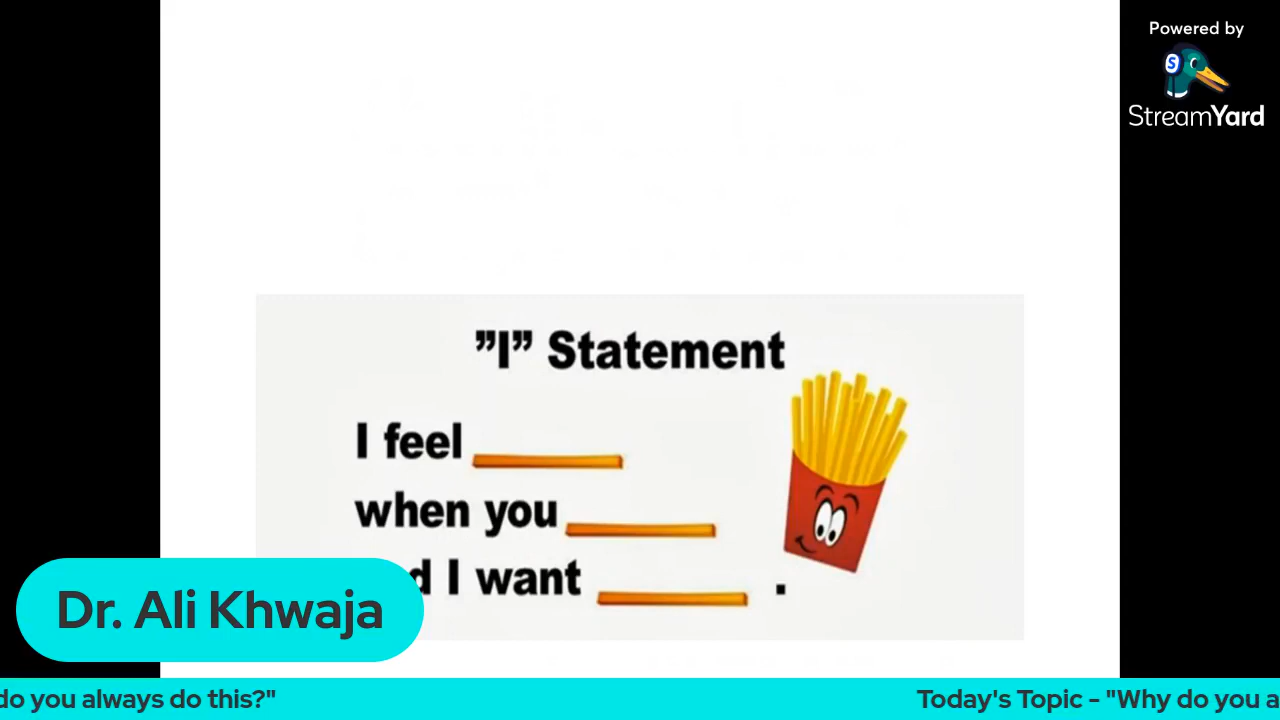 Powered by
S
StreamYard
”I” Statement
I feel
when you
d I want .
Dr. Ali Khwaja
do you always do this?" Today's Topic - "Why do you a